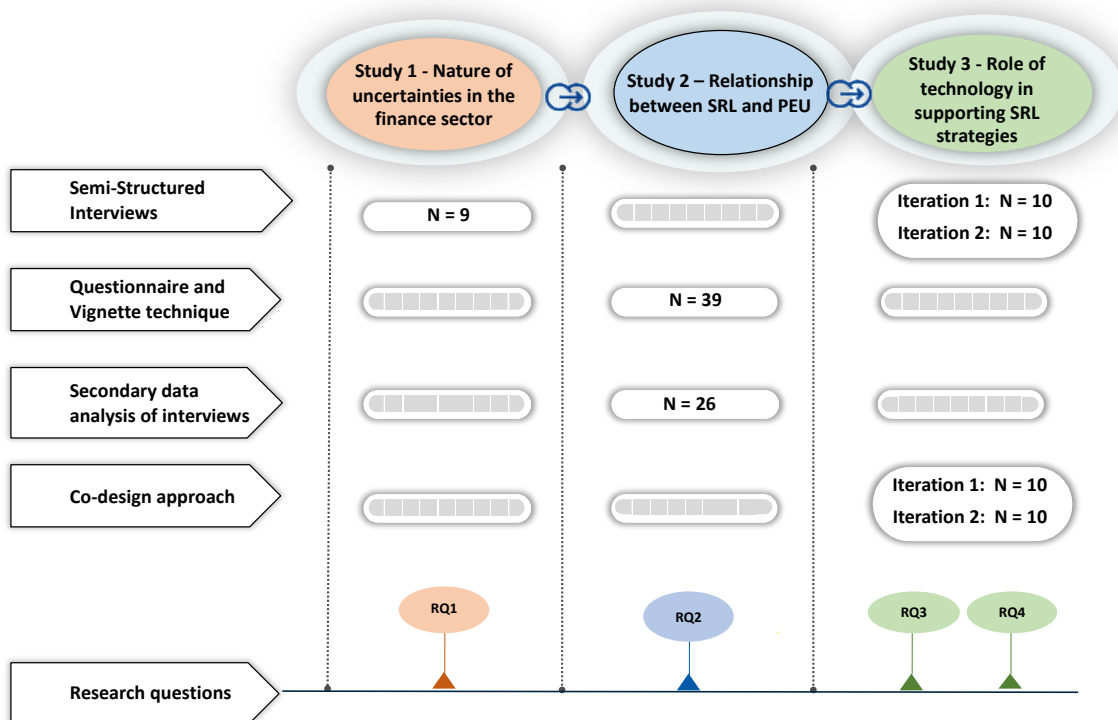 Study 1 - Nature of
uncertainties in the
finance sector
Study 2 – Relationship
between SRL and PEU
Study 3 - Role of
technology in
supporting SRL
strategies
Semi-Structured
Interviews
N = 9
Iteration 1:  N = 10
Iteration 2:  N = 10
Questionnaire and
Vignette technique
N = 39
Secondary data
analysis of interviews
N = 26
Co-design approach
Iteration 1:  N = 10
Iteration 2:  N = 10
RQ1
RQ2
RQ3
RQ4
Research questions